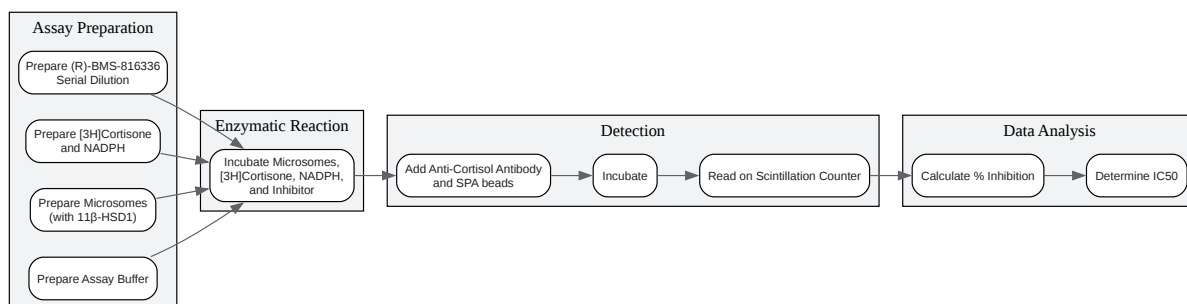 Assay Preparation
Prepare (R)-BMS-816336
Serial Dilution
Prepare [3H]Cortisone
and NADPH
Prepare Microsomes
(with 11β-HSD1)
Prepare Assay Buffer
Enzymatic Reaction
Incubate Microsomes,
[3H]Cortisone, NADPH,
and Inhibitor
Detection
Add Anti-Cortisol Antibody
and SPA beads
Incubate
Read on Scintillation Counter
Data Analysis
Calculate % Inhibition
Determine IC50